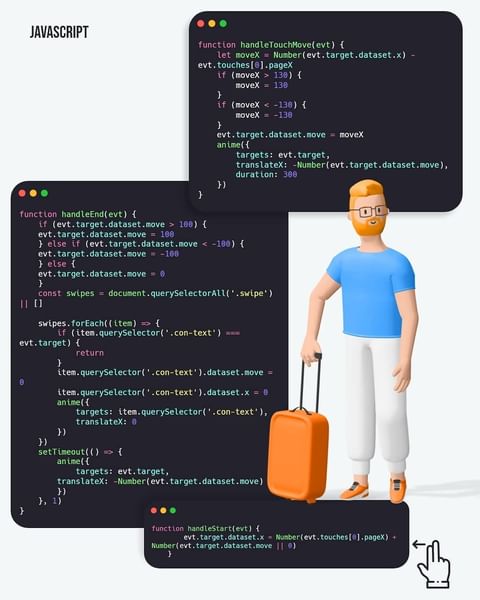 JAVASCRIPT
function handleTouchMove(evt) {
    let moveX = Number(evt.target.dataset.x) -
evt.touches[0].pageX
    if (moveX > 130) {
        moveX = 130
    }
    if (moveX < -130) {
        moveX = -130
    }
    evt.target.dataset.move = moveX
    anime({
        targets: evt.target,
        translateX: -Number(evt.target.dataset.move),
        duration: 300
    })
}
function handleEnd(evt) {
    if (evt.target.dataset.move > 100) {
    evt.target.dataset.move = 100
    } else if (evt.target.dataset.move < -100) {
    evt.target.dataset.move = -100
    } else {
    evt.target.dataset.move = 0
    }
    const swipes = document.querySelectorAll('.swipe')
|| []
    swipes.forEach((item) => {
        if (item.querySelector('.con-text') ===
evt.target) {
            return
        }
        item.querySelector('.con-text').dataset.move =
0
        item.querySelector('.con-text').dataset.x = 0
        anime({
            targets: item.querySelector('.con-text'),
            translateX: 0
        })
    })
    setTimeout(() => {
        anime({
            targets: evt.target,
        translateX: -Number(evt.target.dataset.move)
        })
    }, 1)
}
function handleStart(evt) {
        evt.target.dataset.x = Number(evt.touches[0].pageX) +
Number(evt.target.dataset.move || 0)
    }